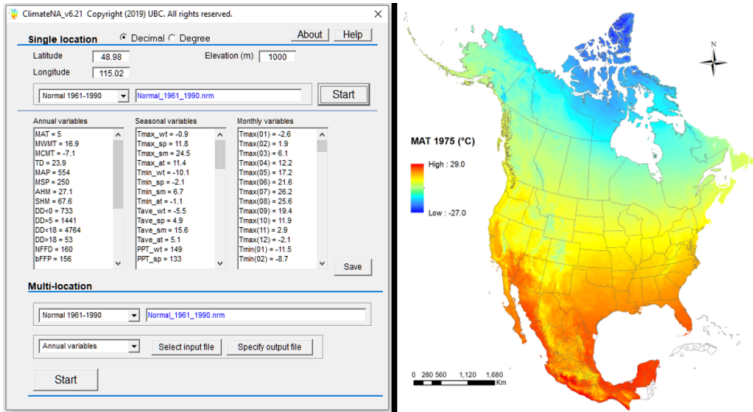 ClimateNA_v6.21 Copyright (2019) UBC. All rights reserved.
Single location
Decimal
Degree
About
Help
Latitude
48.98
Elevation (m)
1000
Longitude
115.02
Normal 1961-1990
Normal_1961_1990.nrm
Start
Annual variables
MAT = 5
MWMT = 16.9
MCMT = -7.1
TD = 23.9
MAP = 554
MSP = 250
AHM = 27.1
SHM = 67.6
DD<0 = 733
DD>5 = 1441
DD<18 = 4764
DD>18 = 53
NFFD = 160
bFFP = 156
Seasonal variables
Tmax_wt = -0.9
Tmax_sp = 11.8
Tmax_sm = 24.5
Tmax_at = 11.4
Tmin_wt = -10.1
Tmin_sp = -2.1
Tmin_sm = 6.7
Tmin_at = -1.1
Tave_wt = -5.5
Tave_sp = 4.9
Tave_sm = 15.6
Tave_at = 5.1
PPT_wt = 149
PPT_sp = 133
Monthly variables
Tmax(01) = -2.6
Tmax(02) = 1.9
Tmax(03) = 6.1
Tmax(04) = 12.2
Tmax(05) = 17.2
Tmax(06) = 21.6
Tmax(07) = 26.2
Tmax(08) = 25.6
Tmax(09) = 19.4
Tmax(10) = 11.9
Tmax(11) = 2.9
Tmax(12) = -2.1
Tmin(01) = -11.5
Tmin(02) = -8.7
Save
Multi-location
Normal 1961-1990
Normal_1961_1990.nrm
Annual variables
Select input file
Specify output file
Start
N
MAT 1975 (°C)
High : 29.0
Low : -27.0
0 280 560 1,120 1,680
Km